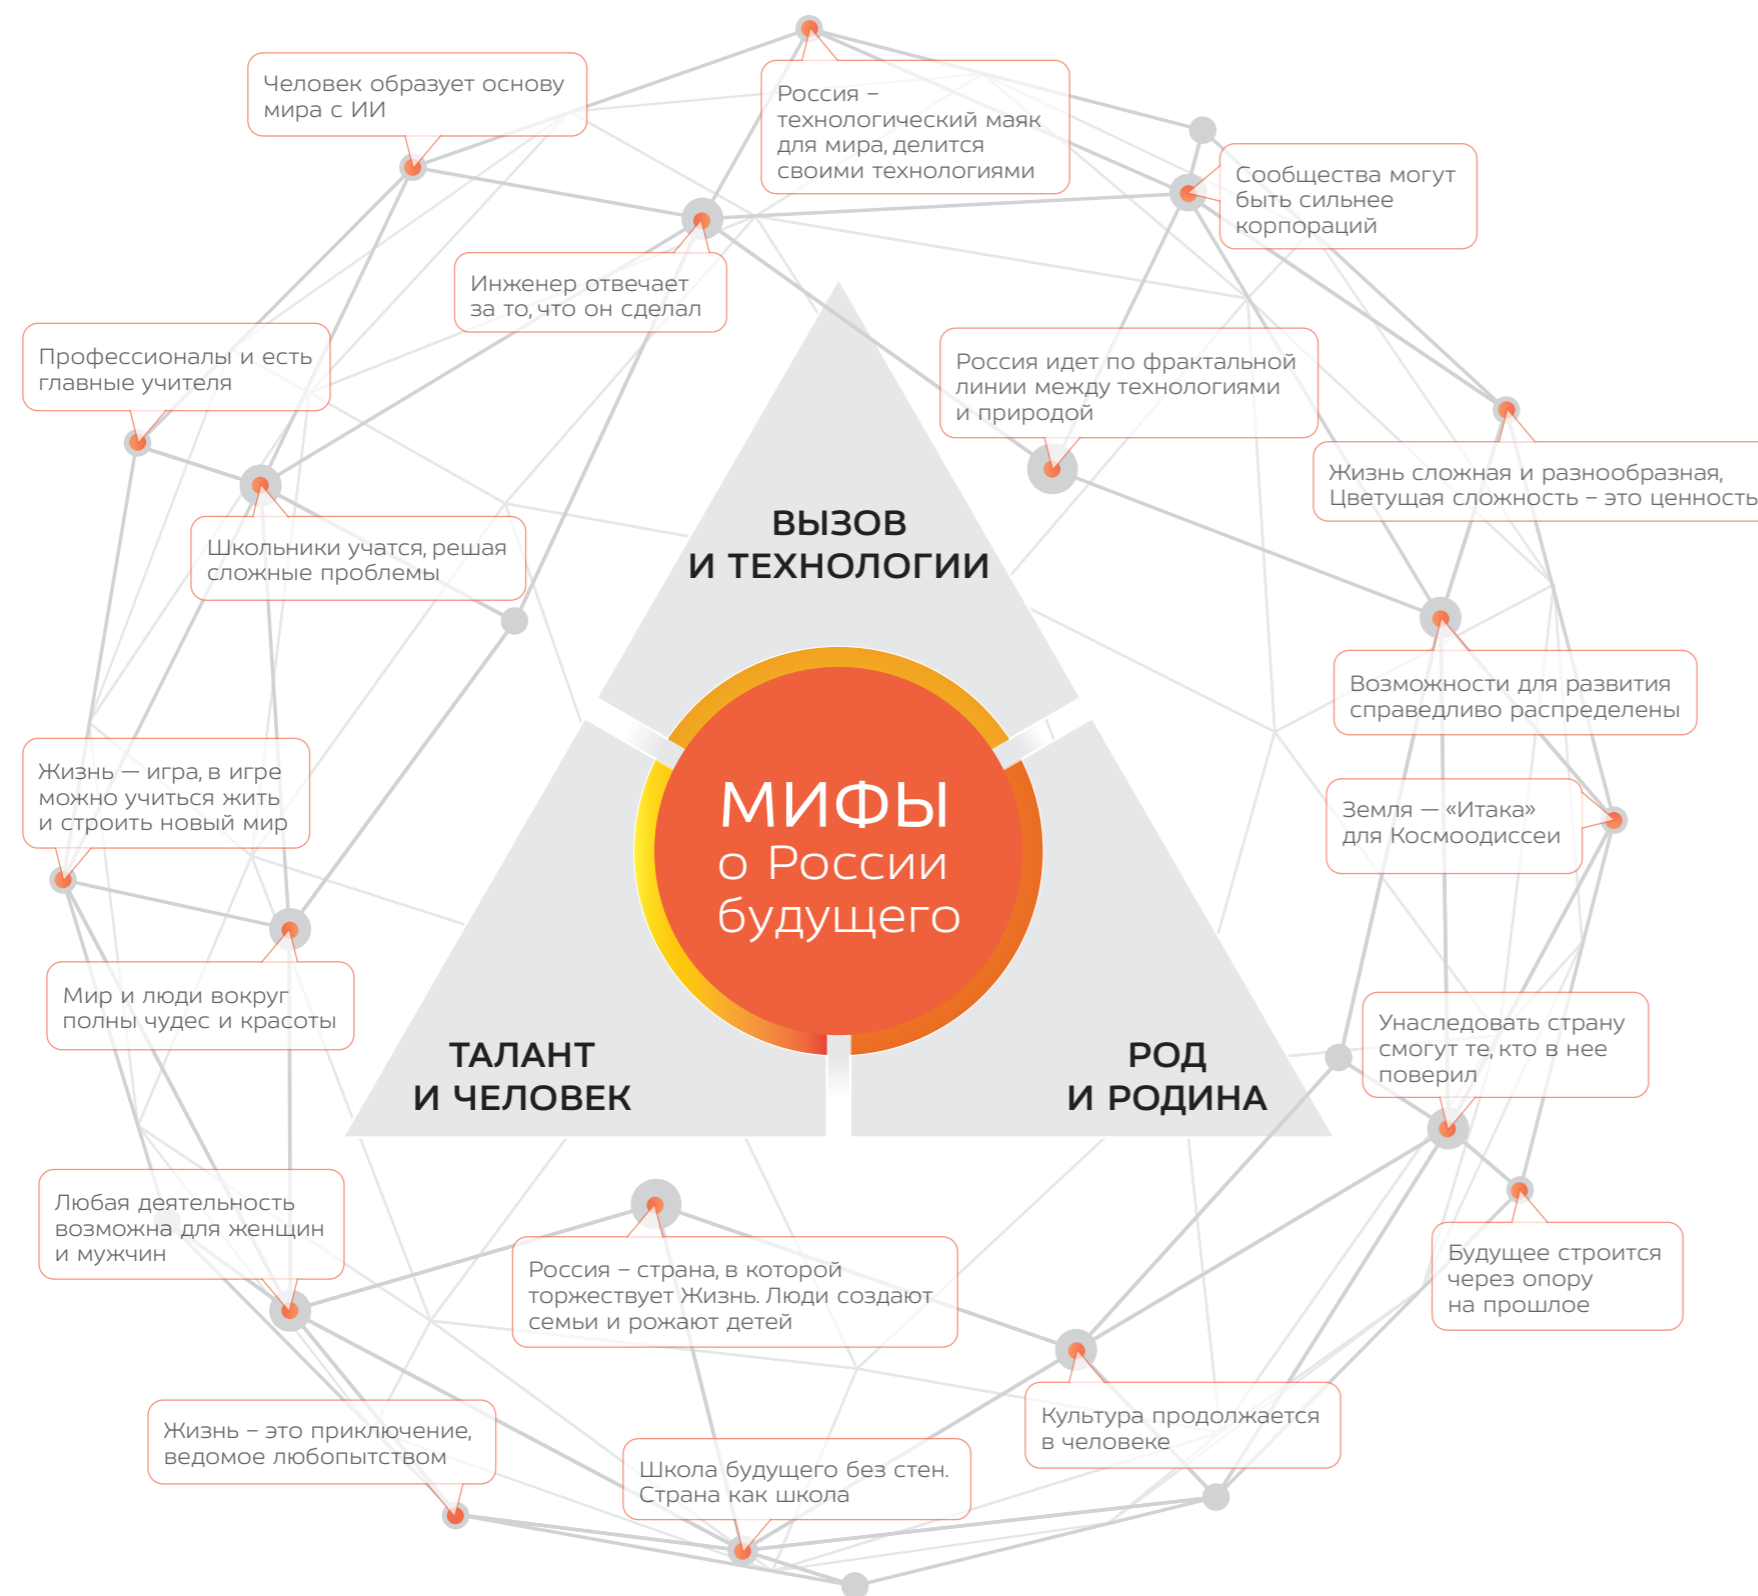 Человек образует основу
мира с ИИ
Россия –
технологический маяк
для мира, делится
своими технологиями
Сообщества могут
быть сильнее
корпораций
Инженер отвечает
за то, что он сделал
Профессионалы и есть
главные учителя
Россия идет по фрактальной
линии между технологиями
и природой
Жизнь сложная и разнообразная,
Цветущая сложность – это ценность
Школьники учатся, решая
сложные проблемы
ВЫЗОВ
И ТЕХНОЛОГИИ
Возможности для развития
справедливо распределены
Жизнь — игра, в игре
можно учиться жить
и строить новый мир
МИФЫ
о России
будущего
Земля — «Итака»
для Космоодиссеи
Мир и люди вокруг
полны чудес и красоты
ТАЛАНТ
И ЧЕЛОВЕК
РОД
И РОДИНА
Унаследовать страну
смогут те, кто в нее
поверил
Любая деятельность
возможна для женщин
и мужчин
Россия – страна, в которой
торжествует Жизнь. Люди создают
семьи и рожают детей
Будущее строится
через опору
на прошлое
Жизнь – это приключение,
ведомое любопытством
Школа будущего без стен.
Страна как школа
Культура продолжается
в человеке